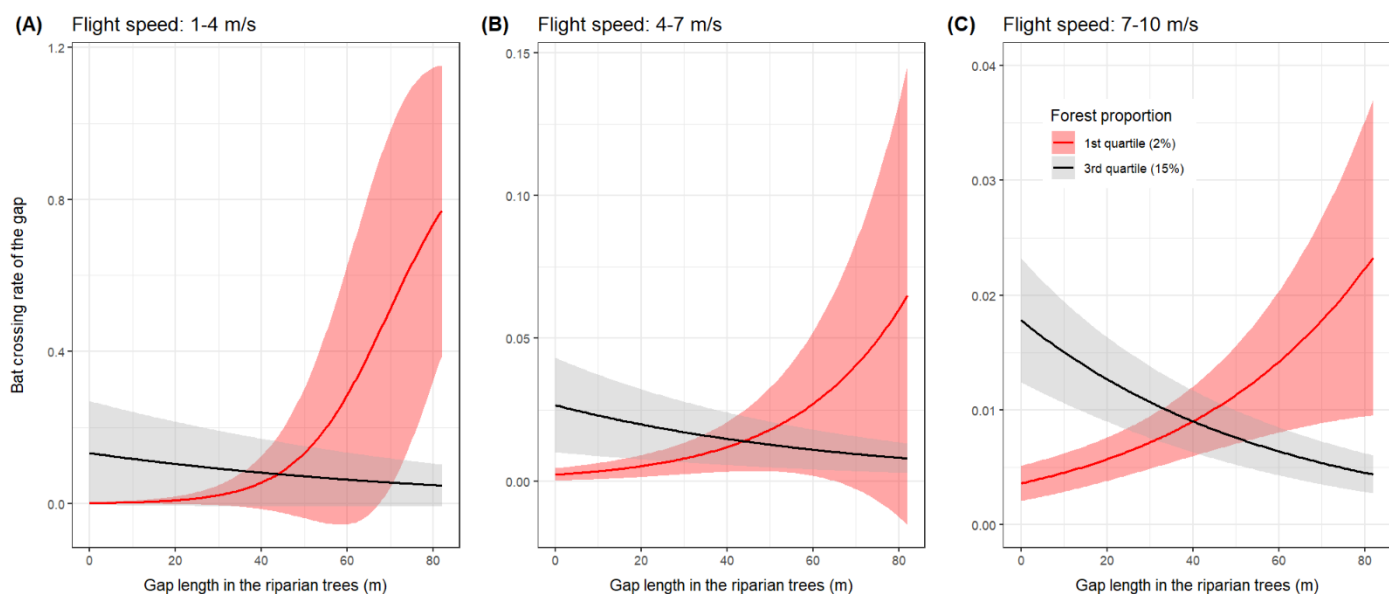 (A) Flight speed: 1-4 m/s
(B) Flight speed: 4-7 m/s
(C) Flight speed: 7-10 m/s
Bat crossing rate of the gap
1.2
0.8
0.4
0.0
0 20 40 60 80
Gap length in the riparian trees (m)
0.15
0.10
0.05
0.00
0 20 40 60 80
Gap length in the riparian trees (m)
0.04
0.03
0.02
0.01
0.00
Forest proportion
1st quartile (2%)
3rd quartile (15%)
0 20 40 60 80
Gap length in the riparian trees (m)